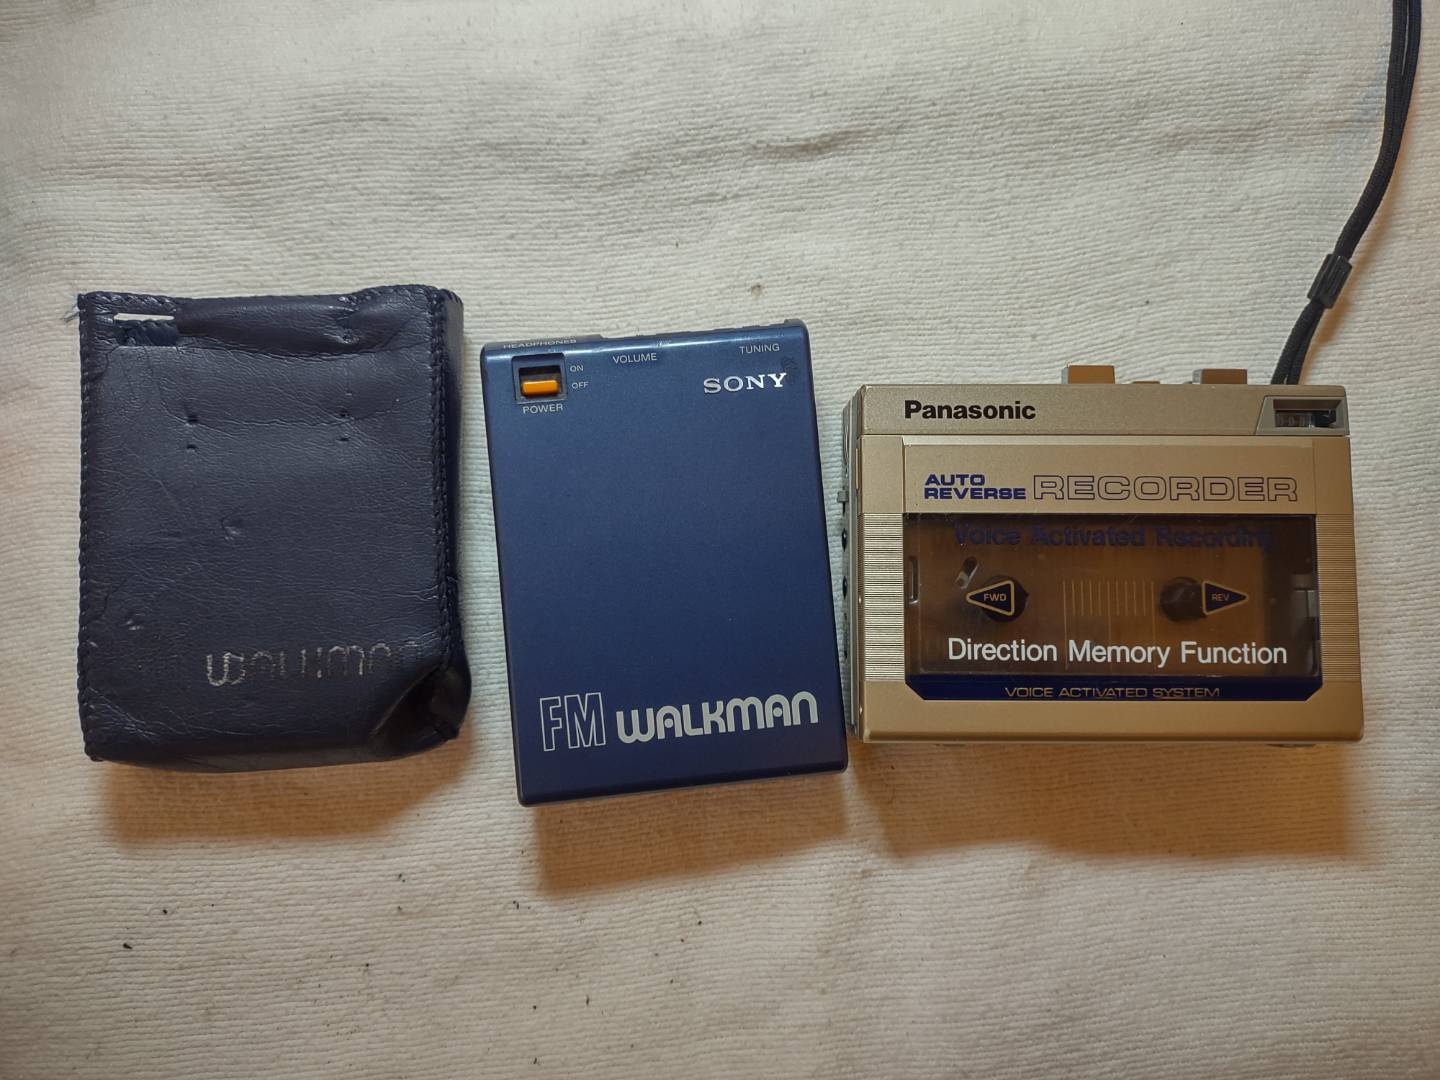 WALKMAN
HEADPHONES
VOLUME
TUNING
ON
OFF
POWER
SONY
FM WALKMAN
Panasonic
AUTO REVERSE RECORDER
Voice Activated Recording
FWD
REV
Direction Memory Function
VOICE ACTIVATED SYSTEM